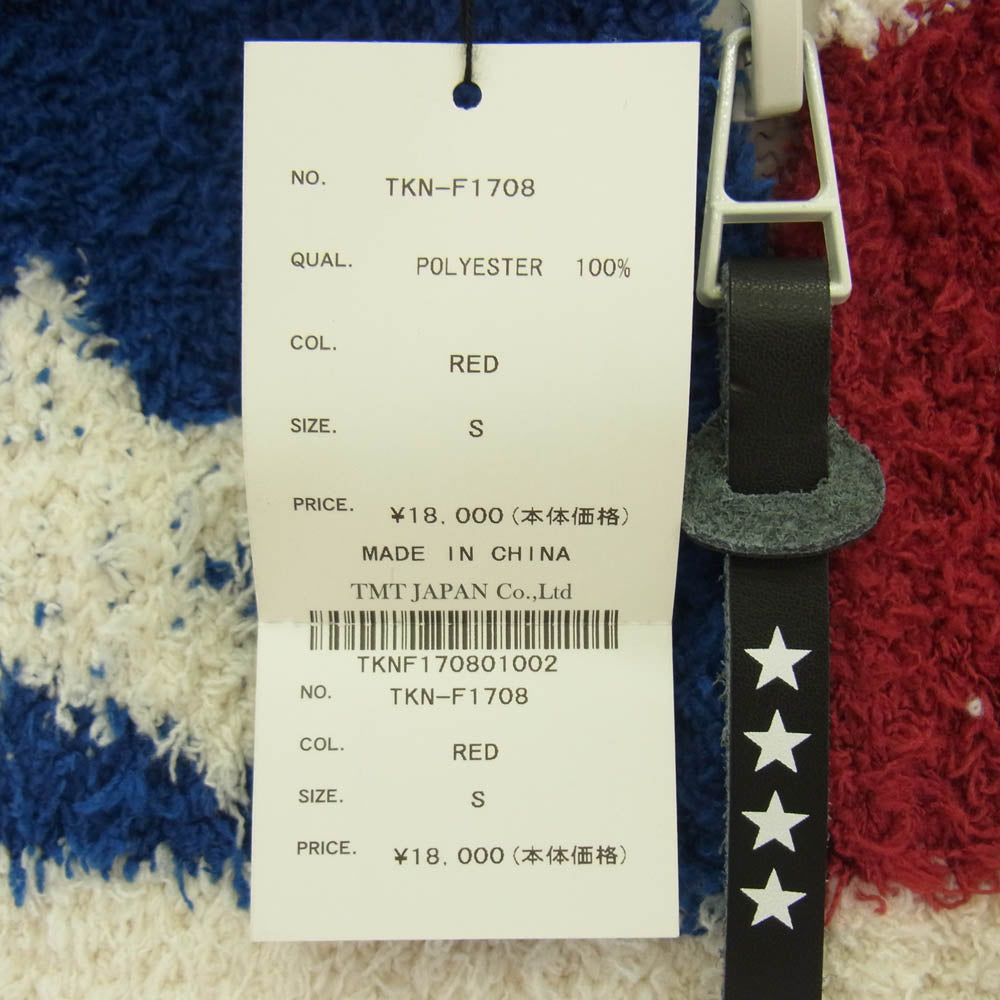 NO. TKN-F1708
QUAL. POLYESTER 100%
COL. RED
SIZE. S
PRICE. ¥18,000(本体価格)
MADE IN CHINA
TMT JAPAN Co.,Ltd
TKNF170801002
NO. TKN-F1708
COL. RED
SIZE. S
PRICE. ¥18,000(本体価格)